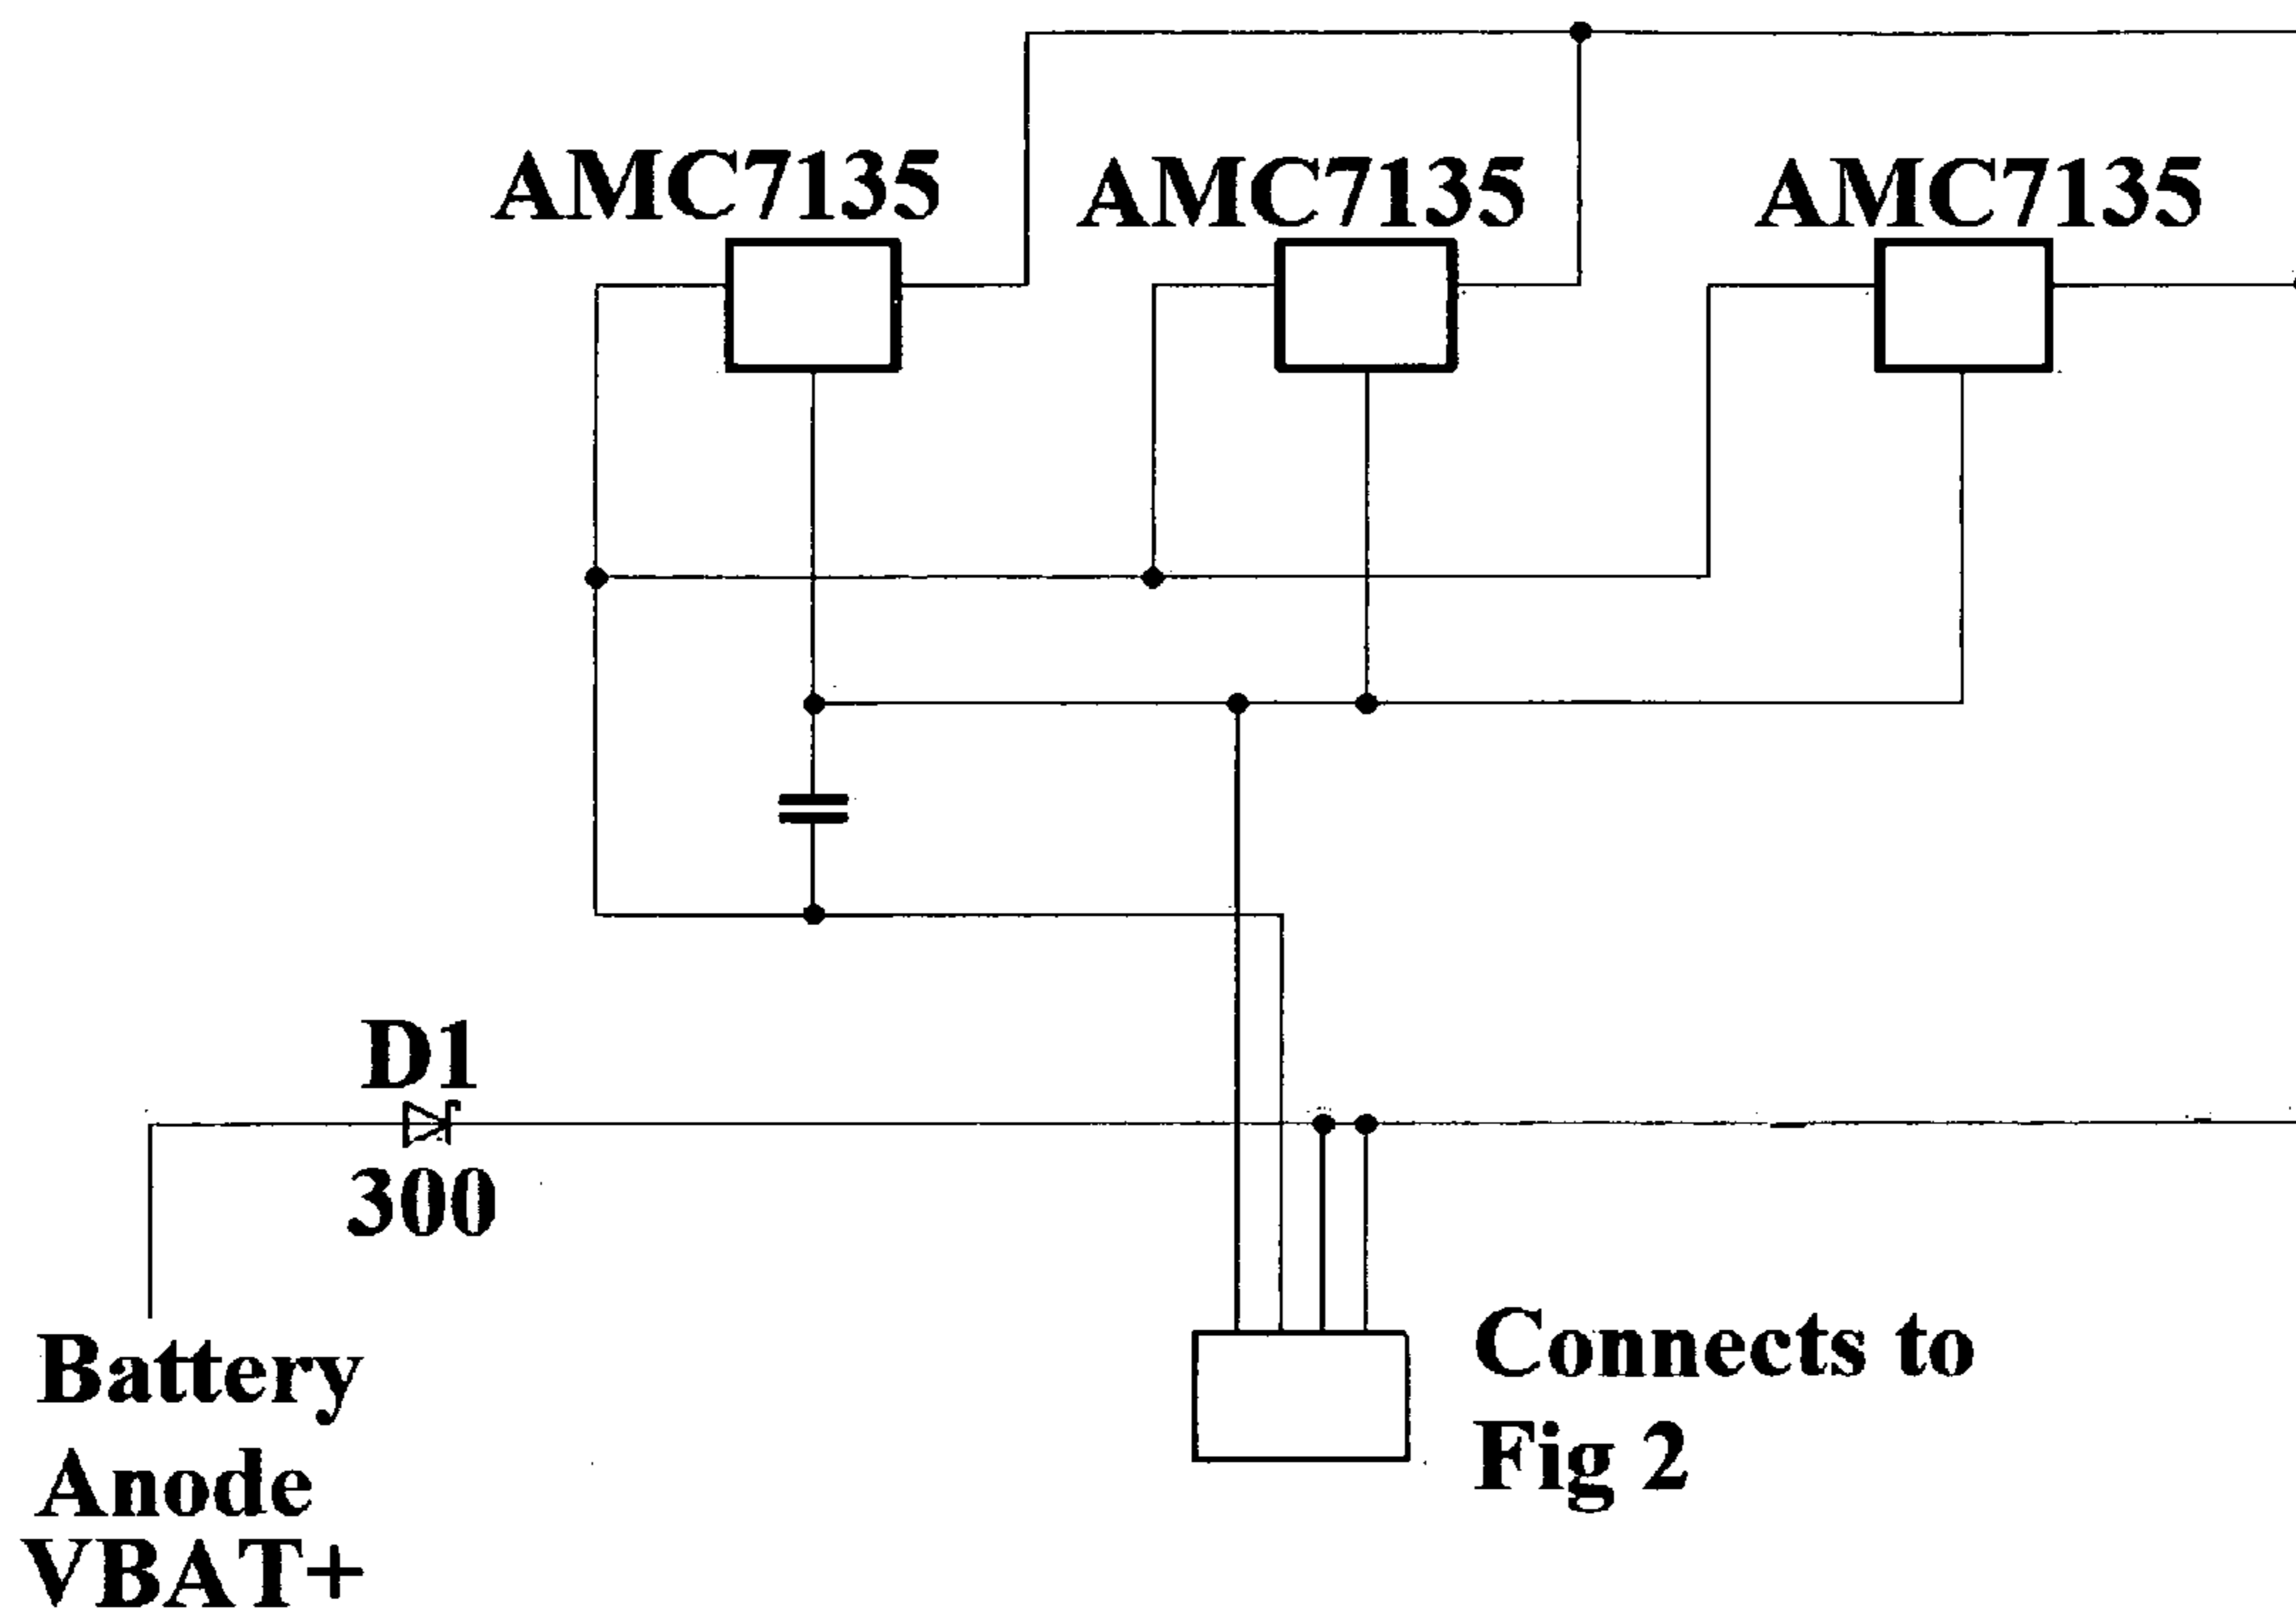 AMC7135
AMC7135
AMC7135
D1
300
Battery
Anode
VBAT+
Connects to
Fig 2